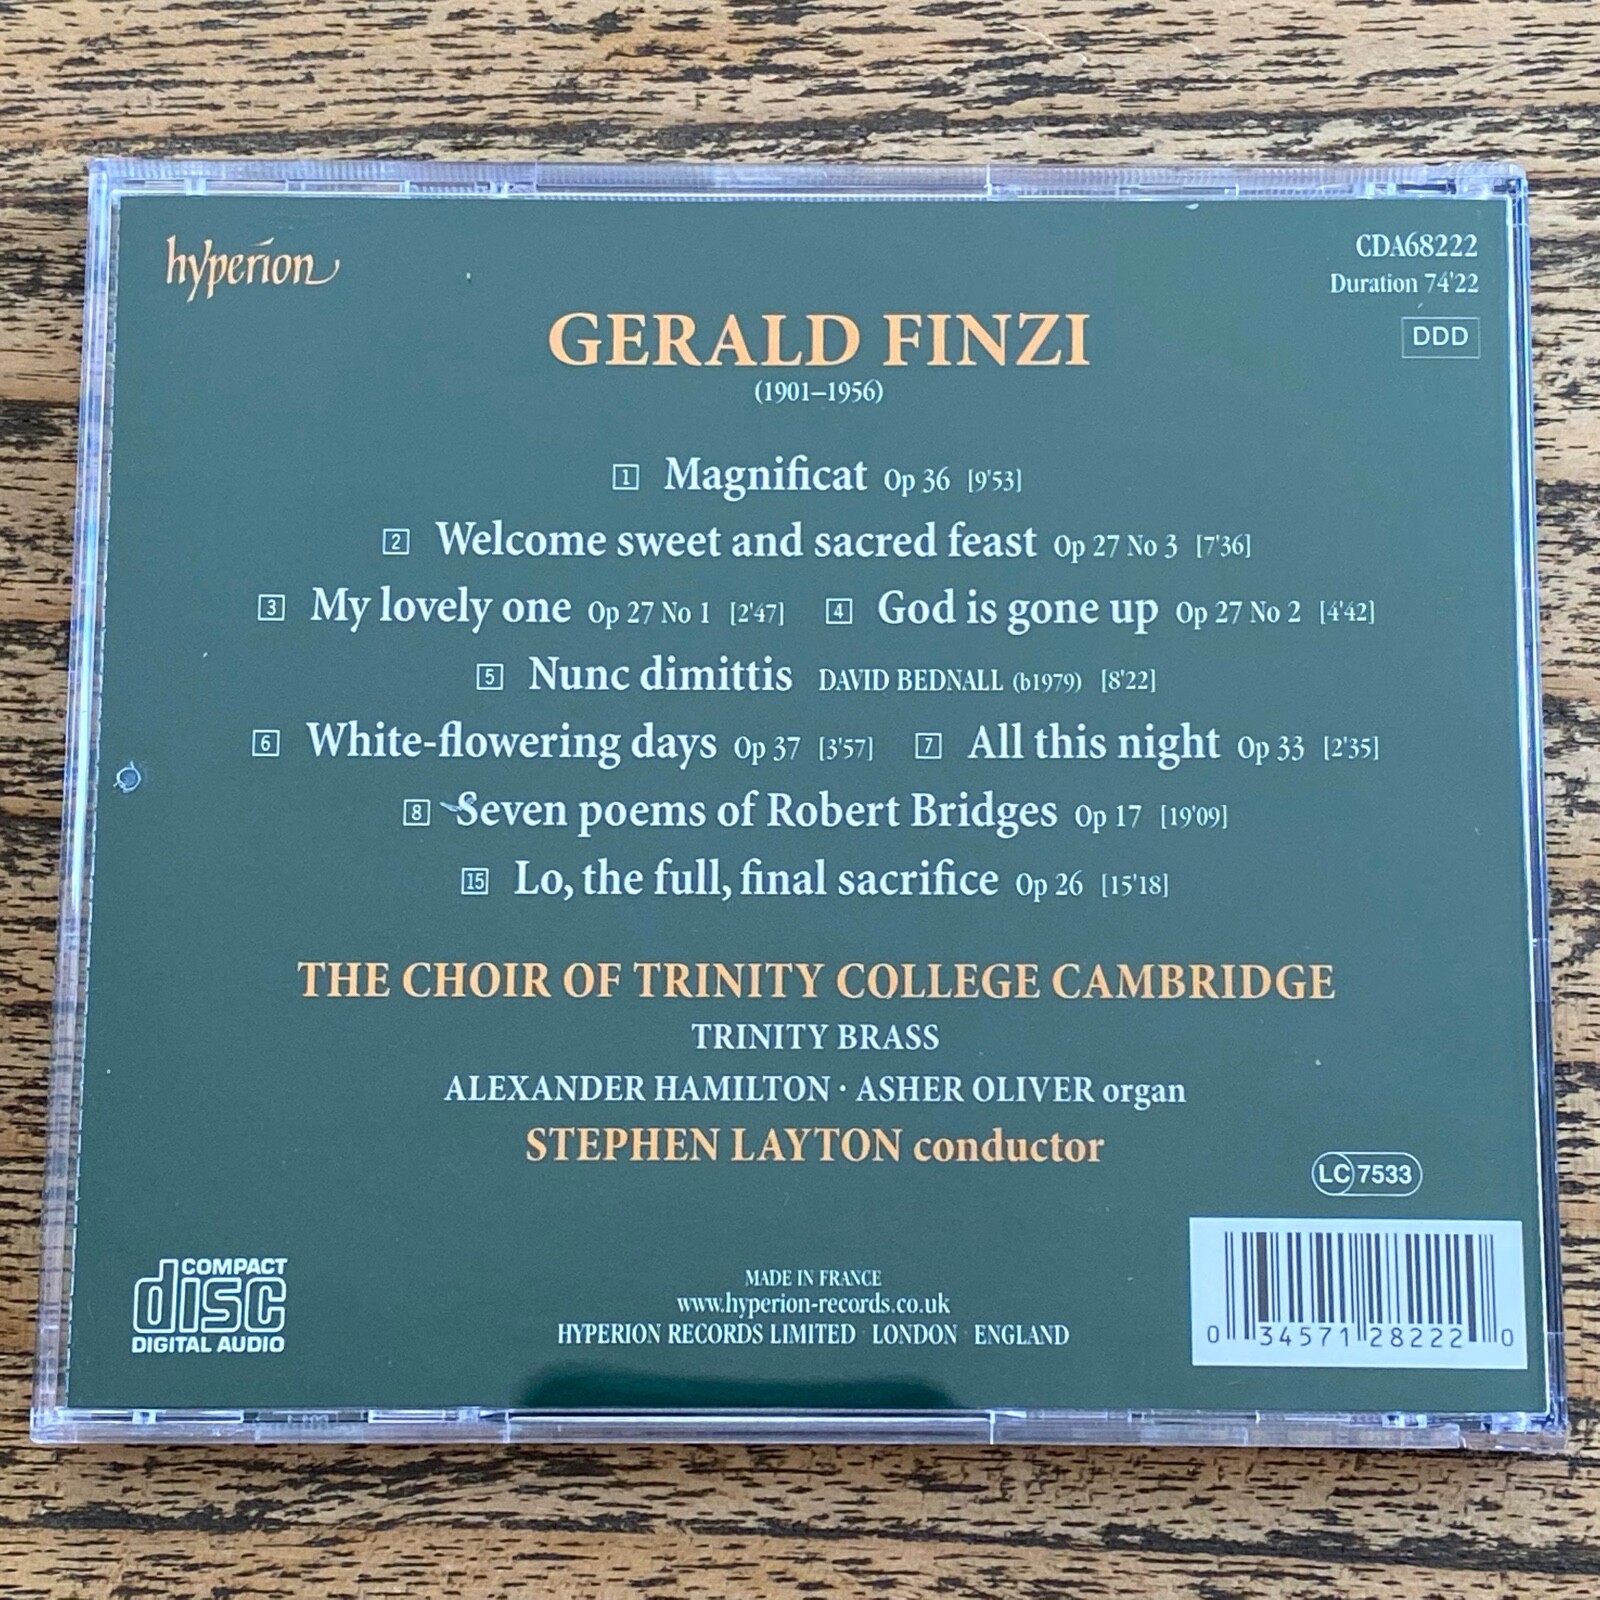 hyperion
CDA68222
Duration 74'22
DDD
GERALD FINZI
(1901–1956)
1 Magnificat Op 36 [9'53]
2 Welcome sweet and sacred feast Op 27 No 3 [7'36]
3 My lovely one Op 27 No 1 [2'47] 4 God is gone up Op 27 No 2 [4'42]
5 Nunc dimittis DAVID BEDNALL (b1979) [8'22]
6 White-flowering days Op 37 [3'57] 7 All this night Op 33 [2'35]
8 Seven poems of Robert Bridges Op 17 [19'09]
15 Lo, the full, final sacrifice Op 26 [15'18]
THE CHOIR OF TRINITY COLLEGE CAMBRIDGE
TRINITY BRASS
ALEXANDER HAMILTON · ASHER OLIVER organ
STEPHEN LAYTON conductor
LC 7533
COMPACT
disc
DIGITAL AUDIO
MADE IN FRANCE
www.hyperion-records.co.uk
HYPERION RECORDS LIMITED · LONDON · ENGLAND
0 34571 28222 0